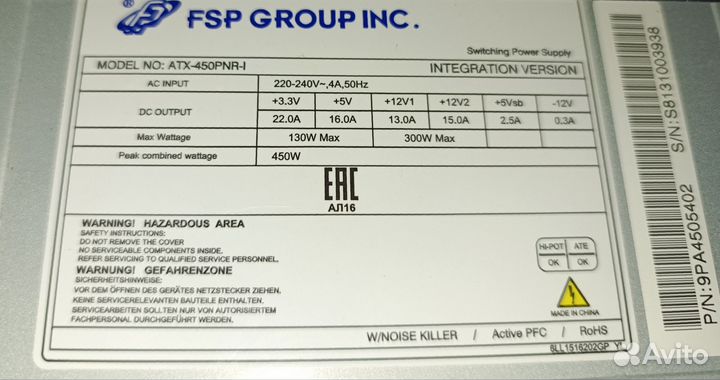 ® FSP GROUP INC.
Switching Power Supply
MODEL NO: ATX-450PNR-I INTEGRATION VERSION
AC INPUT 220-240V~,4A,50Hz
DC OUTPUT +3.3V +5V +12V1 +12V2 +5Vsb -12V
22.0A 16.0A 13.0A 15.0A 2.5A 0.3A
Max Wattage 130W Max 300W Max
Peak combined wattage 450W
EAC
АЛ16
WARNING! HAZARDOUS AREA
SAFETY INSTRUCTIONS:
DO NOT REMOVE THE COVER
NO SERVICEABLE COMPONENTS INSIDE.
REFER SERVICING TO QUALIFIED SERVICE PERSONNEL.
WARNUNG! GEFAHRENZONE
SICHERHEITSHINWEISE:
VOR DEM ÖFFNEN DES GERÄTES NETZSTECKER ZIEHEN.
KEINE SERVICERELEVANTEN BAUTEILE ENTHALTEN.
SERVICEARBEITEN SOLLTEN NUR VON AUSREICHEND
FACHPERSONAL DURCHGEFÜHRT WERDEN.
HI-POT ATE
OK OK
MADE IN CHINA
W/NOISE KILLER / Active PFC / RoHS
6LL1516202GP
S/N:S8131003938
P/N:9PA4505402
Avito